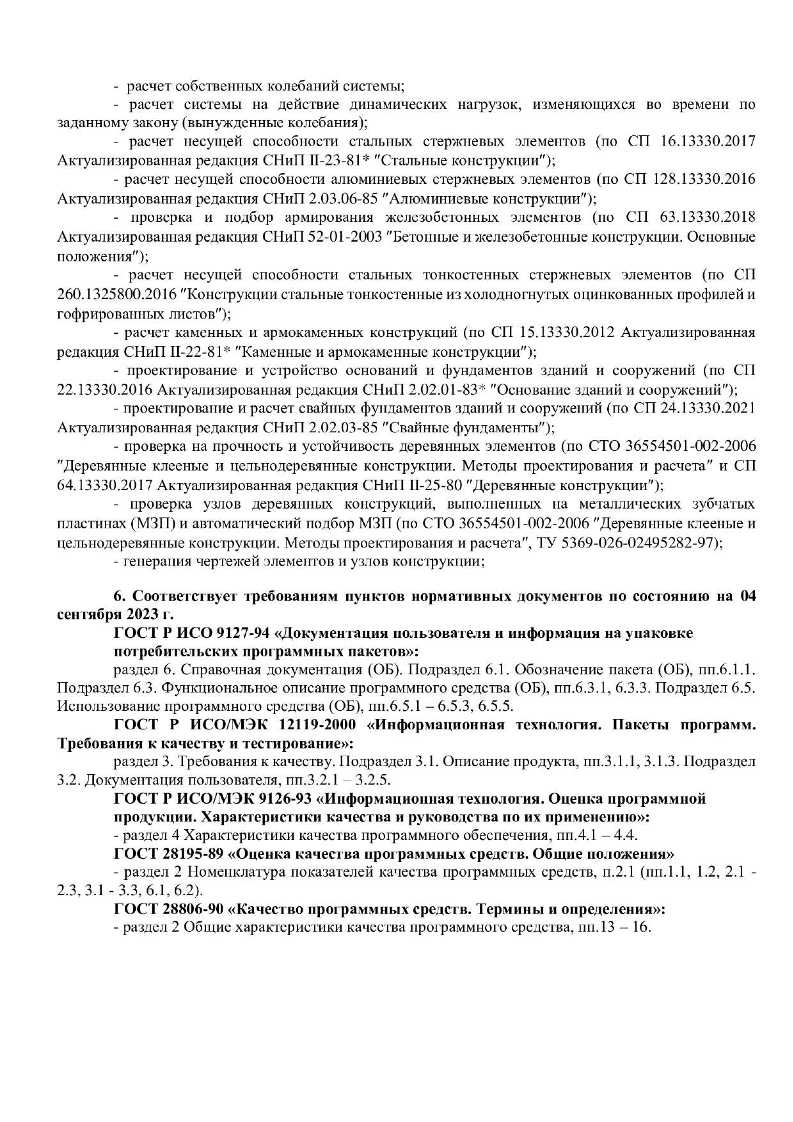 - расчет собственных колебаний системы;
- расчет системы на действие динамических нагрузок, изменяющихся во времени по
заданному закону (вынужденные колебания);
- расчет несущей способности стальных стержневых элементов (по СП 16.13330.2017
Актуализированная редакция СНиП II-23-81* "Стальные конструкции");
- расчет несущей способности алюминиевых стержневых элементов (по СП 128.13330.2016
Актуализированная редакция СНиП 2.03.06-85 "Алюминиевые конструкции");
- проверка и подбор армирования железобетонных элементов (по СП 63.13330.2018
Актуализированная редакция СНиП 52-01-2003 "Бетонные и железобетонные конструкции. Основные
положения");
- расчет несущей способности стальных тонкостенных стержневых элементов (по СП
260.1325800.2016 "Конструкции стальные тонкостенные из холодногнутых оцинкованных профилей и
гофрированных листов");
- расчет каменных и армокаменных конструкций (по СП 15.13330.2012 Актуализированная
редакция СНиП II-22-81* "Каменные и армокаменные конструкции");
- проектирование и устройство оснований и фундаментов зданий и сооружений (по СП
22.13330.2016 Актуализированная редакция СНиП 2.02.01-83* "Основание зданий и сооружений");
- проектирование и расчет свайных фундаментов зданий и сооружений (по СП 24.13330.2021
Актуализированная редакция СНиП 2.02.03-85 "Свайные фундаменты");
- проверка на прочность и устойчивость деревянных элементов (по СТО 36554501-002-2006
"Деревянные клееные и цельнодеревянные конструкции. Методы проектирования и расчета" и СП
64.13330.2017 Актуализированная редакция СНиП II-25-80 "Деревянные конструкции");
- проверка узлов деревянных конструкций, выполненных на металлических зубчатых
пластинах (МЗП) и автоматический подбор МЗП (по СТО 36554501-002-2006 "Деревянные клееные и
цельнодеревянные конструкции. Методы проектирования и расчета", ТУ 5369-026-02495282-97);
- генерация чертежей элементов и узлов конструкции;
6. Соответствует требованиям пунктов нормативных документов по состоянию на 04
сентября 2023 г.
ГОСТ Р ИСО 9127-94 «Документация пользователя и информация на упаковке
потребительских программных пакетов»:
раздел 6. Справочная документация (ОБ). Подраздел 6.1. Обозначение пакета (ОБ), пп.6.1.1.
Подраздел 6.3. Функциональное описание программного средства (ОБ), пп.6.3.1, 6.3.3. Подраздел 6.5.
Использование программного средства (ОБ), пп.6.5.1 – 6.5.3, 6.5.5.
ГОСТ Р ИСО/МЭК 12119-2000 «Информационная технология. Пакеты программ.
Требования к качеству и тестирование»:
раздел 3. Требования к качеству. Подраздел 3.1. Описание продукта, пп.3.1.1, 3.1.3. Подраздел
3.2. Документация пользователя, пп.3.2.1 – 3.2.5.
ГОСТ Р ИСО/МЭК 9126-93 «Информационная технология. Оценка программной
продукции. Характеристики качества и руководства по их применению»:
- раздел 4 Характеристики качества программного обеспечения, пп.4.1 – 4.4.
ГОСТ 28195-89 «Оценка качества программных средств. Общие положения»
- раздел 2 Номенклатура показателей качества программных средств, п.2.1 (пп.1.1, 1.2, 2.1 -
2.3, 3.1 - 3.3, 6.1, 6.2).
ГОСТ 28806-90 «Качество программных средств. Термины и определения»:
- раздел 2 Общие характеристики качества программного средства, пп.13 – 16.